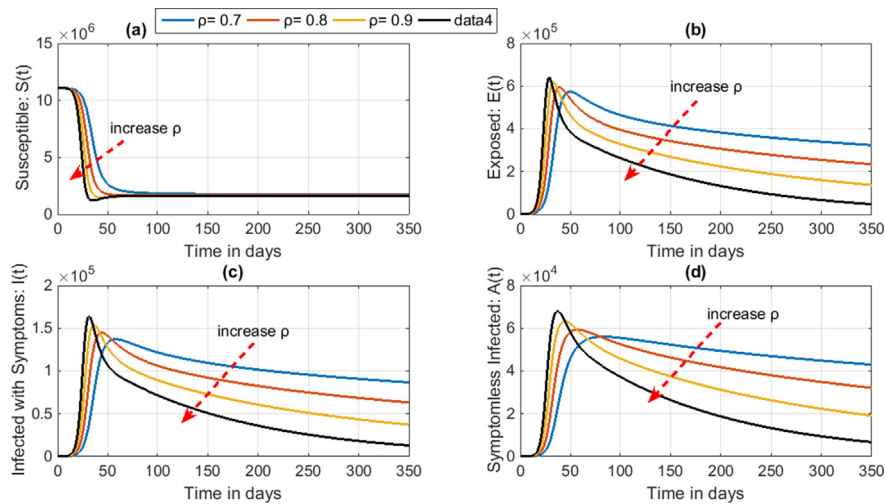 ρ= 0.7 ρ= 0.8 ρ= 0.9 data4
(a)
×10⁶
15
10
5
0
Susceptible: S(t)
increase ρ
0 50 100 150 200 250 300 350
Time in days
(b)
×10⁵
8
6
4
2
0
Exposed: E(t)
increase ρ
0 50 100 150 200 250 300 350
Time in days
(c)
×10⁵
2
1.5
1
0.5
0
Infected with Symptoms: I(t)
increase ρ
0 50 100 150 200 250 300 350
Time in days
(d)
×10⁴
8
6
4
2
0
Symptomless Infected: A(t)
increase ρ
0 50 100 150 200 250 300 350
Time in days